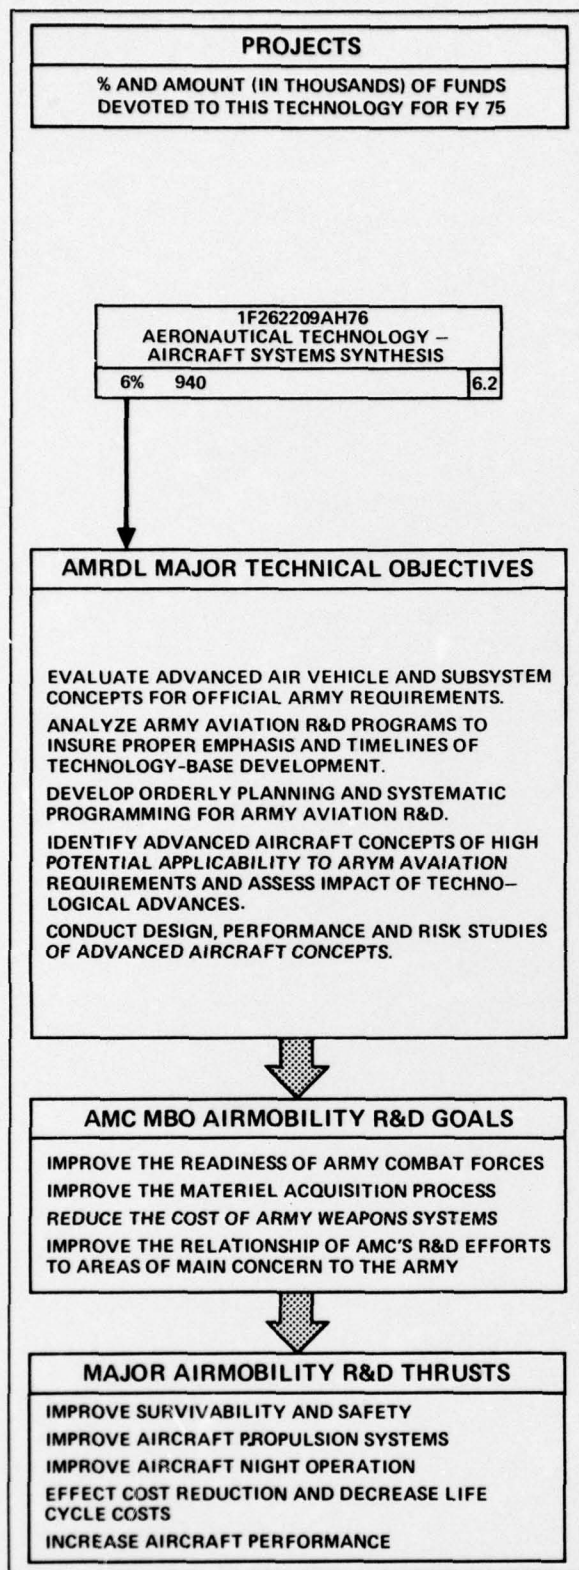 PROJECTS
% AND AMOUNT (IN THOUSANDS) OF FUNDS
DEVOTED TO THIS TECHNOLOGY FOR FY 75
1F262209AH76
AERONAUTICAL TECHNOLOGY –
AIRCRAFT SYSTEMS SYNTHESIS
6% 940 6.2
AMRDL MAJOR TECHNICAL OBJECTIVES
EVALUATE ADVANCED AIR VEHICLE AND SUBSYSTEM
CONCEPTS FOR OFFICIAL ARMY REQUIREMENTS.
ANALYZE ARMY AVIATION R&D PROGRAMS TO
INSURE PROPER EMPHASIS AND TIMELINES OF
TECHNOLOGY-BASE DEVELOPMENT.
DEVELOP ORDERLY PLANNING AND SYSTEMATIC
PROGRAMMING FOR ARMY AVIATION R&D.
IDENTIFY ADVANCED AIRCRAFT CONCEPTS OF HIGH
POTENTIAL APPLICABILITY TO ARYM AVAIATION
REQUIREMENTS AND ASSESS IMPACT OF TECHNO–
LOGICAL ADVANCES.
CONDUCT DESIGN, PERFORMANCE AND RISK STUDIES
OF ADVANCED AIRCRAFT CONCEPTS.
AMC MBO AIRMOBILITY R&D GOALS
IMPROVE THE READINESS OF ARMY COMBAT FORCES
IMPROVE THE MATERIEL ACQUISITION PROCESS
REDUCE THE COST OF ARMY WEAPONS SYSTEMS
IMPROVE THE RELATIONSHIP OF AMC'S R&D EFFORTS
TO AREAS OF MAIN CONCERN TO THE ARMY
MAJOR AIRMOBILITY R&D THRUSTS
IMPROVE SURVIVABILITY AND SAFETY
IMPROVE AIRCRAFT PROPULSION SYSTEMS
IMPROVE AIRCRAFT NIGHT OPERATION
EFFECT COST REDUCTION AND DECREASE LIFE
CYCLE COSTS
INCREASE AIRCRAFT PERFORMANCE